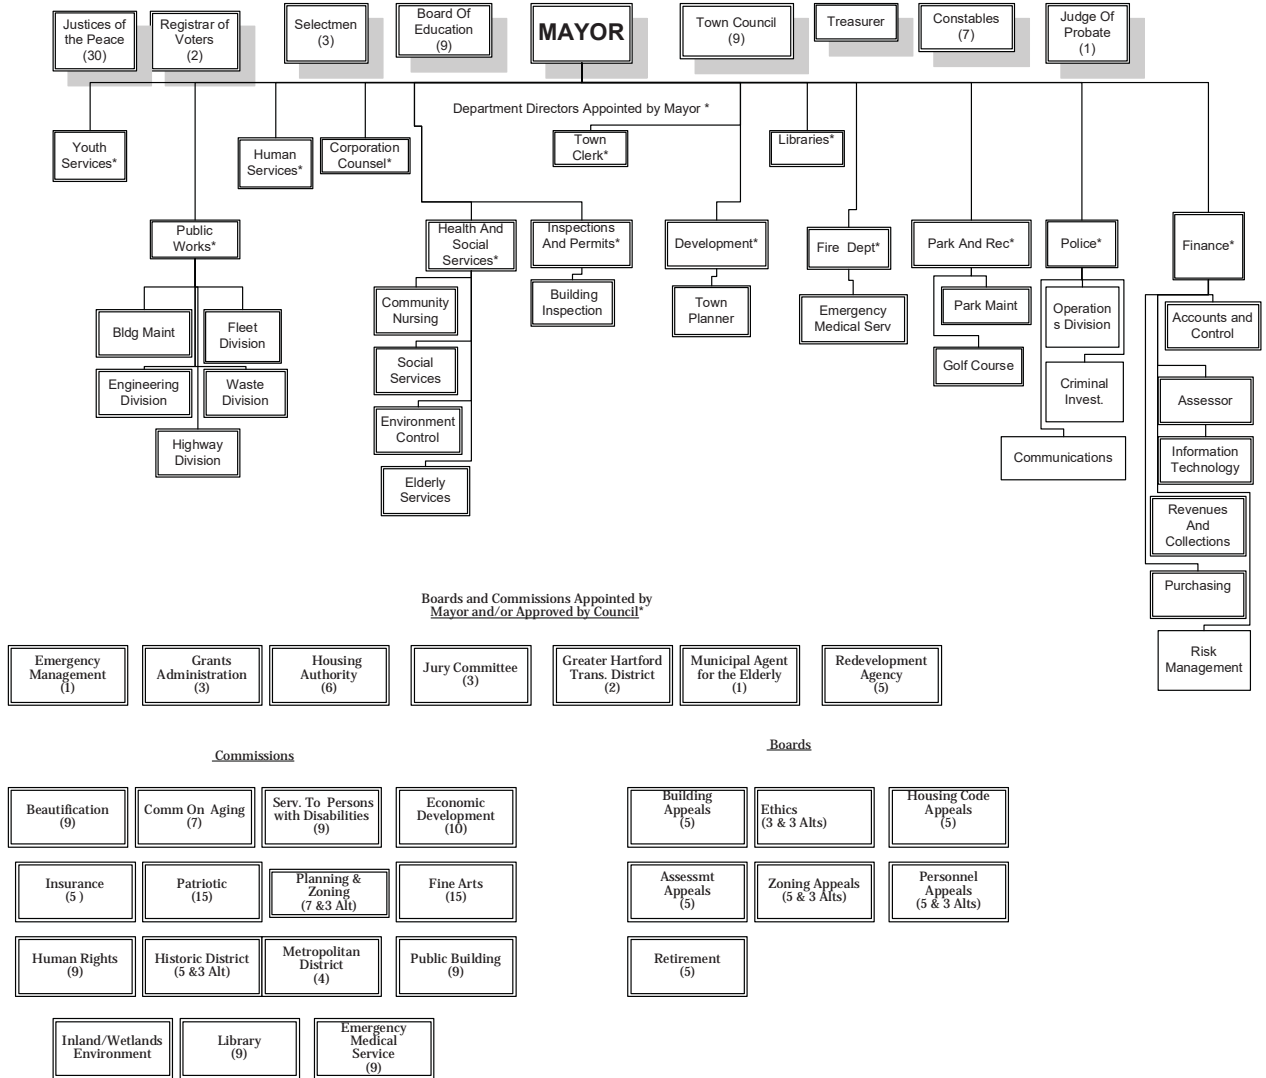 Justices of
the Peace
(30)
Registrar of
Voters
(2)
Selectmen
(3)
Board Of
Education
(9)
MAYOR
Town Council
(9)
Treasurer
Constables
(7)
Judge Of
Probate
(1)
Department Directors Appointed by Mayor *
Youth
Services*
Human
Services*
Corporation
Counsel*
Town
Clerk*
Libraries*
Public
Works*
Health And
Social
Services*
Inspections
And Permits*
Development*
Fire Dept*
Park And Rec*
Police*
Finance*
Bldg Maint
Fleet
Division
Engineering
Division
Waste
Division
Highway
Division
Community
Nursing
Social
Services
Environment
Control
Elderly
Services
Building
Inspection
Town
Planner
Emergency
Medical Serv
Park Maint
Golf Course
Operation
s Division
Criminal
Invest.
Communications
Accounts and
Control
Assessor
Information
Technology
Revenues
And
Collections
Purchasing
Risk
Management
Boards and Commissions Appointed by
Mayor and/or Approved by Council*
Emergency
Management
(1)
Grants
Administration
(3)
Housing
Authority
(6)
Jury Committee
(3)
Greater Hartford
Trans. District
(2)
Municipal Agent
for the Elderly
(1)
Redevelopment
Agency
(5)
Commissions
Beautification
(9)
Comm On Aging
(7)
Serv. To Persons
with Disabilities
(9)
Economic
Development
(10)
Insurance
(5 )
Patriotic
(15)
Planning &
Zoning
(7 &3 Alt)
Fine Arts
(15)
Human Rights
(9)
Historic District
(5 &3 Alt)
Metropolitan
District
(4)
Public Building
(9)
Inland/Wetlands
Environment
Library
(9)
Emergency
Medical
Service
(9)
Boards
Building
Appeals
(5)
Ethics
(3 & 3 Alts)
Housing Code
Appeals
(5)
Assessmt
Appeals
(5)
Zoning Appeals
(5 & 3 Alts)
Personnel
Appeals
(5 & 3 Alts)
Retirement
(5)